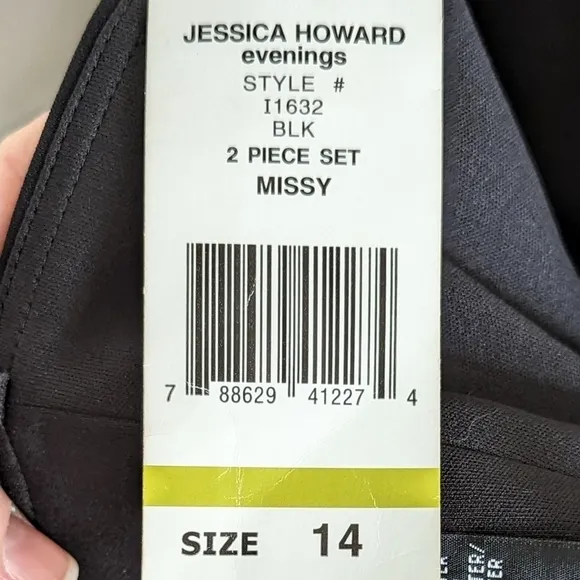 JESSICA HOWARD
evenings
STYLE #
I1632
BLK
2 PIECE SET
MISSY
7 88629 41227 4
SIZE 14